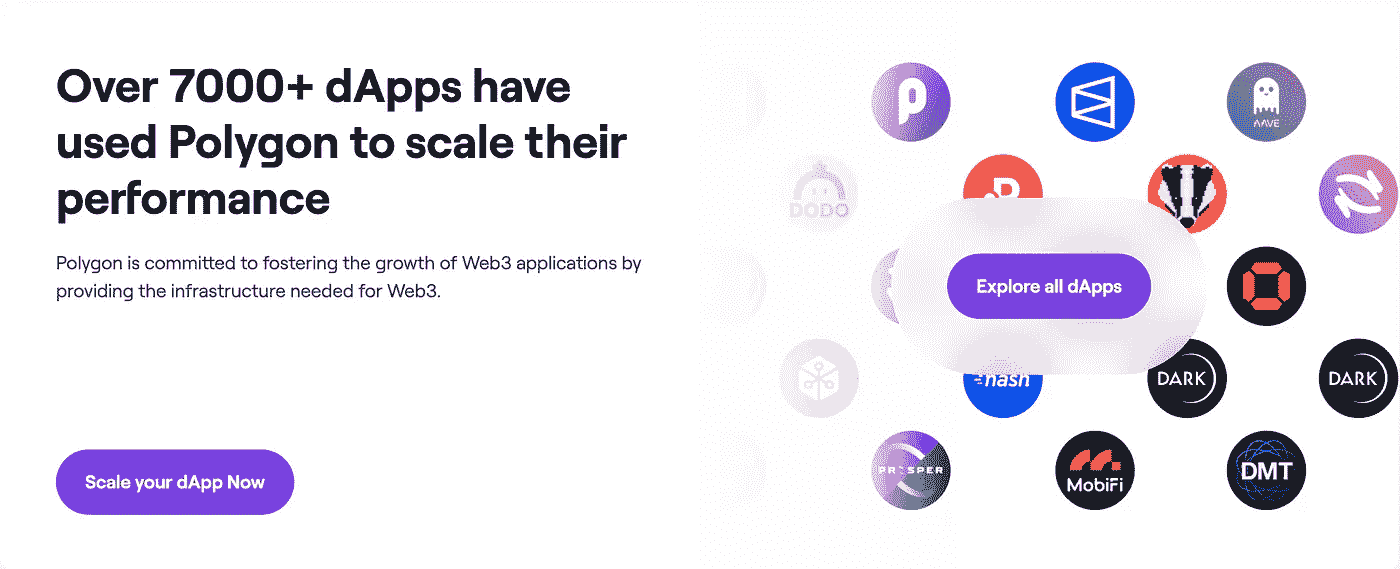 Over 7000+ dApps have
used Polygon to scale their
performance
Polygon is committed to fostering the growth of Web3 applications by
providing the infrastructure needed for Web3.
Scale your dApp Now
AAVE
DODO
Explore all dApps
nash
DARK
DARK
PROSPER
MobiFi
DMT